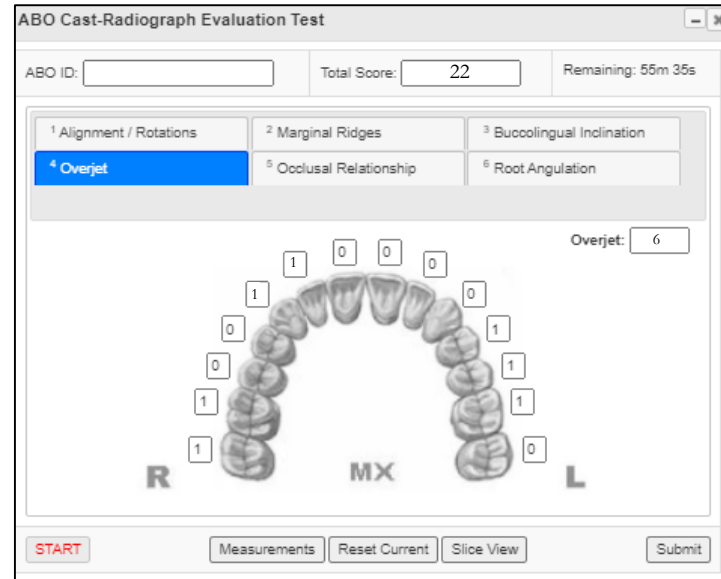 ABO Cast-Radiograph Evaluation Test
ABO ID: Total Score: 22 Remaining: 55m 35s
1 Alignment / Rotations 2 Marginal Ridges 3 Buccolingual Inclination
4 Overjet 5 Occlusal Relationship 6 Root Angulation
Overjet: 6
1 0 0 0
1 0
0 1
0 1
1 1
1 0
R MX L
START Measurements Reset Current Slice View Submit